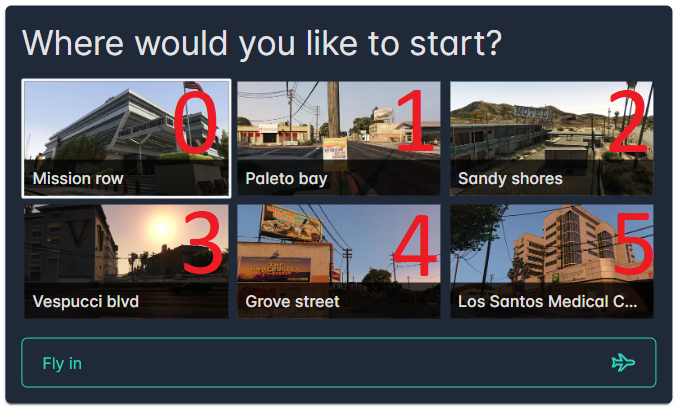 Where would you like to start?
0
1
2
MOTEL
Mission row
Paleto bay
Sandy shores
3
4
5
V
Vespucci blvd
Grove street
Los Santos Medical C...
Fly in